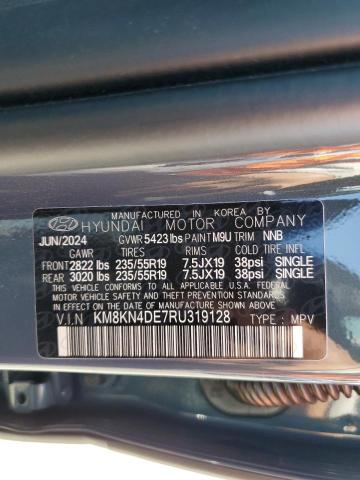 MANUFACTURED IN KOREA BY
HYUNDAI MOTOR COMPANY
JUN/2024 GVWR 5423 lbs PAINT M9U TRIM NNB
GAWR TIRES RIMS COLD TIRE INFL
FRONT 2822 lbs 235/55R19 7.5JX19 38psi SINGLE
REAR 3020 lbs 235/55R19 7.5JX19 38psi SINGLE
THIS VEHICLE CONFORMS TO ALL APPLICABLE U.S.A. FEDERAL
MOTOR VEHICLE SAFETY STANDARDS IN
EFFECT ON THE DATE OF MANUFACTURE SHOWN ABOVE.
V.I.N KM8KN4DE7RU319128 TYPE : MPV